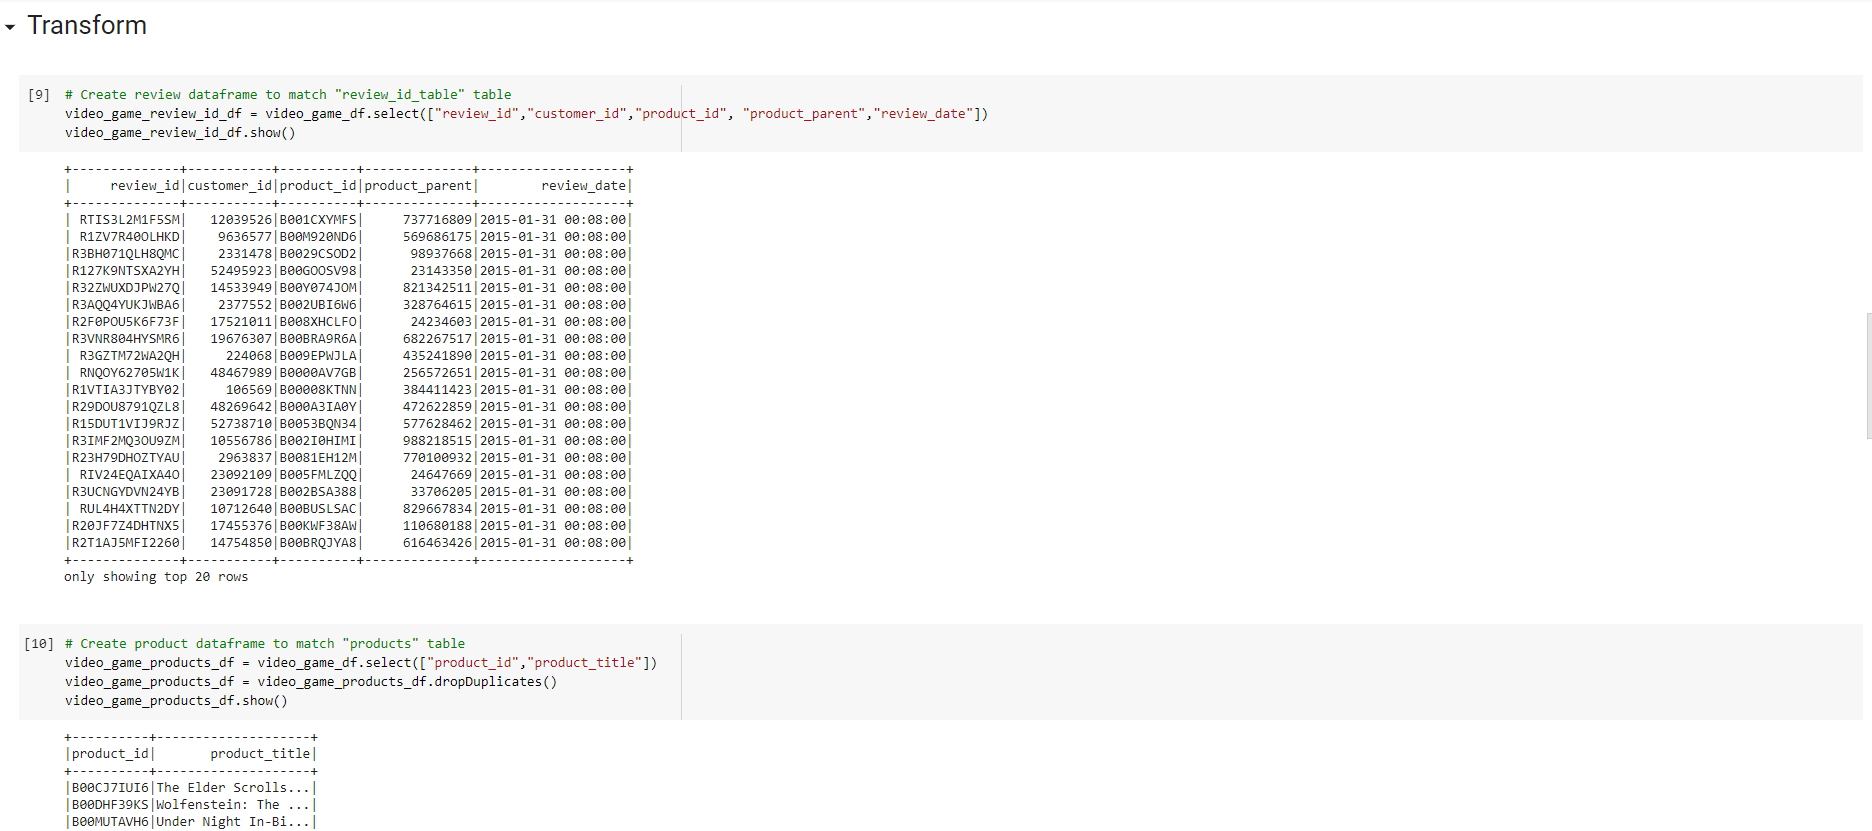 Transform
[9] # Create review dataframe to match "review_id_table" table
video_game_review_id_df = video_game_df.select(["review_id","customer_id","product_id", "product_parent","review_date"])
video_game_review_id_df.show()
+--------------+-----------+----------+--------------+-------------------+
|     review_id|customer_id|product_id|product_parent|        review_date|
+--------------+-----------+----------+--------------+-------------------+
| RTIS3L2M1F5SM|   12039526|B001CXYMFS|     737716809|2015-01-31 00:08:00|
| R1ZV7R40OLHKD|    9636577|B00M920ND6|     569686175|2015-01-31 00:08:00|
|R3BH071QLH8QMC|    2331478|B0029CSOD2|      98937668|2015-01-31 00:08:00|
|R127K9NTSXA2YH|   52495923|B00GOOSV98|      23143350|2015-01-31 00:08:00|
|R32ZWUXDJPW27Q|   14533949|B00Y074JOM|     821342511|2015-01-31 00:08:00|
|R3AQQ4YUKJWBA6|    2377552|B002UBI6W6|     328764615|2015-01-31 00:08:00|
|R2F0POU5K6F73F|   17521011|B008XHCLFO|      24234603|2015-01-31 00:08:00|
|R3VNR804HYSMR6|   19676307|B00BRA9R6A|     682267517|2015-01-31 00:08:00|
| R3GZTM72WA2QH|     224068|B009EPWJLA|     435241890|2015-01-31 00:08:00|
| RNQOY62705W1K|   48467989|B0000AV7GB|     256572651|2015-01-31 00:08:00|
|R1VTIA3JTYBY02|     106569|B00008KTNN|     384411423|2015-01-31 00:08:00|
|R29DOU8791QZL8|   48269642|B000A3IA0Y|     472622859|2015-01-31 00:08:00|
|R15DUT1VIJ9RJZ|   52738710|B0053BQN34|     577628462|2015-01-31 00:08:00|
|R3IMF2MQ3OU9ZM|   10556786|B002I0HIMI|     988218515|2015-01-31 00:08:00|
|R23H79DHOZTYAU|    2963837|B0081EH12M|     770100932|2015-01-31 00:08:00|
| RIV24EQAIXA4O|   23092109|B005FMLZQQ|      24647669|2015-01-31 00:08:00|
|R3UCNGYDVN24YB|   23091728|B002BSA388|      33706205|2015-01-31 00:08:00|
| RUL4H4XTTN2DY|   10712640|B00BUSLSAC|     829667834|2015-01-31 00:08:00|
|R20JF7Z4DHTNX5|   17455376|B00KWF38AW|     110680188|2015-01-31 00:08:00|
|R2T1AJ5MFI2260|   14754850|B00BRQJYA8|     616463426|2015-01-31 00:08:00|
+--------------+-----------+----------+--------------+-------------------+
only showing top 20 rows
[10] # Create product dataframe to match "products" table
video_game_products_df = video_game_df.select(["product_id","product_title"])
video_game_products_df = video_game_products_df.dropDuplicates()
video_game_products_df.show()
+----------+--------------------+
|product_id|       product_title|
+----------+--------------------+
|B00CJ7IUI6|The Elder Scrolls...|
|B00DHF39KS|Wolfenstein: The ...|
|B00MUTAVH6|Under Night In-Bi...|